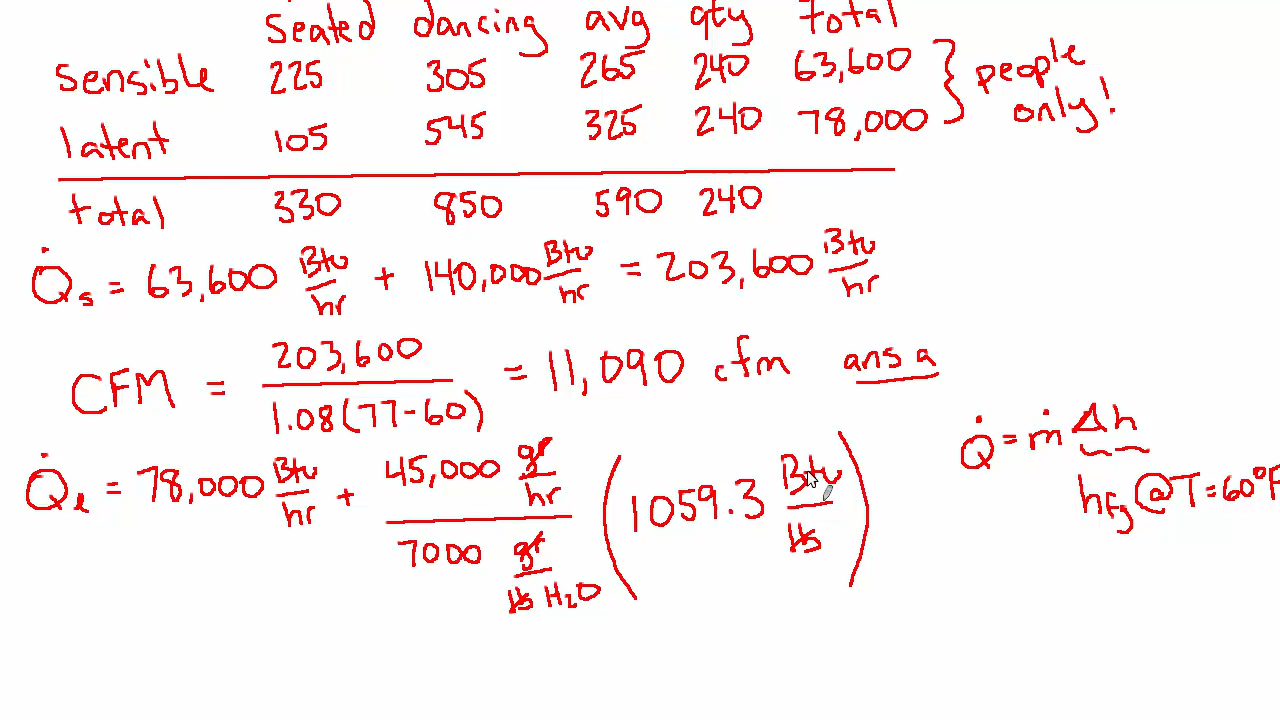 seated dancing avg qty Total
sensible 225 305 265 240 63,600 } people
latent 105 545 325 240 78,000 only!
total 330 850 590 240
Q̇s = 63,600 Btu/hr + 140,000 Btu/hr = 203,600 Btu/hr
CFM = 203,600 / 1.08(77-60) = 11,090 cfm ans a
Q̇ = ṁ Δh
hfg @ T = 60°F
Q̇l = 78,000 Btu/hr + 45,000 gr/hr / 7000 gr/lb H2O (1059.3 Btu/lb)